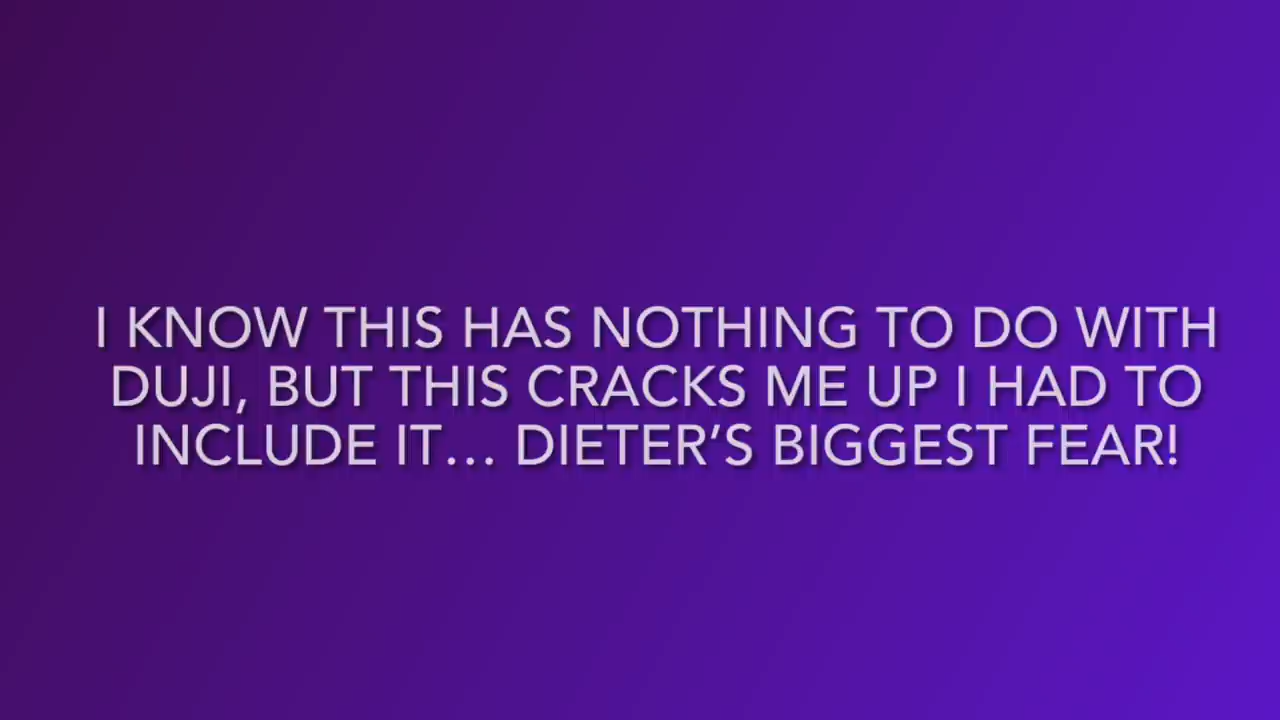 I KNOW THIS HAS NOTHING TO DO WITH
DUJI, BUT THIS CRACKS ME UP I HAD TO
INCLUDE IT… DIETER’S BIGGEST FEAR!